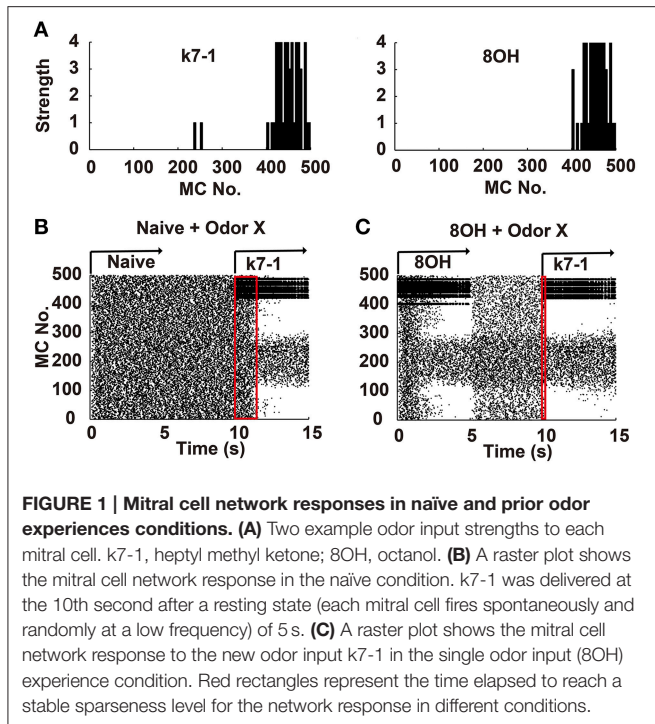 A
k7-1
8OH
Strength
4
3
2
1
0
0 100 200 300 400 500
MC No.
4
3
2
1
0
0 100 200 300 400 500
MC No.
B
Naive + Odor X
Naive
k7-1
MC No.
500
400
300
200
100
0
0 5 10 15
Time (s)
C
8OH + Odor X
8OH
k7-1
500
400
300
200
100
0
0 5 10 15
Time (s)
FIGURE 1 | Mitral cell network responses in naïve and prior odor
experiences conditions. (A) Two example odor input strengths to each
mitral cell. k7-1, heptyl methyl ketone; 8OH, octanol. (B) A raster plot shows
the mitral cell network response in the naïve condition. k7-1 was delivered at
the 10th second after a resting state (each mitral cell fires spontaneously and
randomly at a low frequency) of 5 s. (C) A raster plot shows the mitral cell
network response to the new odor input k7-1 in the single odor input (8OH)
experience condition. Red rectangles represent the time elapsed to reach a
stable sparseness level for the network response in different conditions.